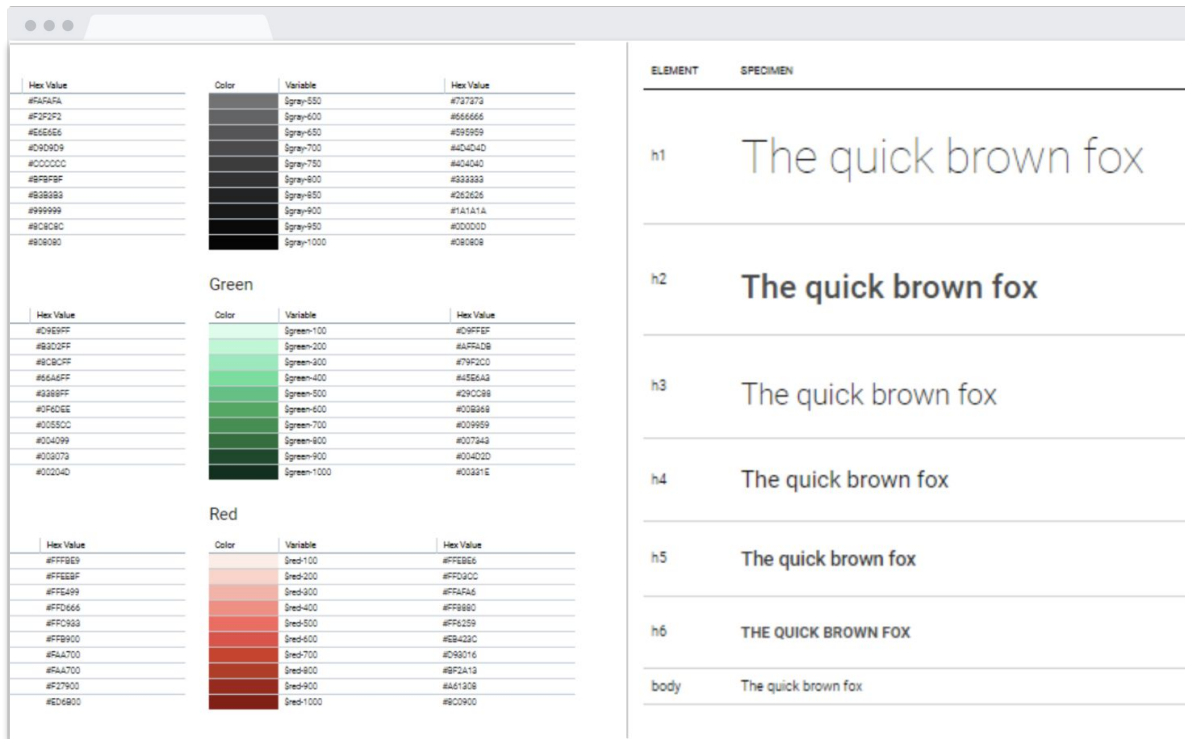 Hex Value Color Variable Hex Value
#FAFAFA $gray-550 #737373
#F2F2F2 $gray-600 #666666
#E6E6E6 $gray-650 #595959
#D9D9D9 $gray-700 #4D4D4D
#CCCCCC $gray-750 #404040
#BFBFBF $gray-800 #333333
#B3B3B3 $gray-850 #262626
#999999 $gray-900 #1A1A1A
#8C8C8C $gray-950 #0D0D0D
#808080 $gray-1000 #080808
Green
Hex Value Color Variable Hex Value
#D9E9FF $green-100 #D9FFEF
#B3D2FF $green-200 #AFFADB
#8CBCFF $green-300 #79F2C0
#66A6FF $green-400 #45E6A3
#3388FF $green-500 #29CC88
#0F6DEE $green-600 #00B368
#0055CC $green-700 #009959
#004099 $green-800 #007343
#003073 $green-900 #004D2D
#00204D $green-1000 #00331E
Red
Hex Value Color Variable Hex Value
#FFFBE9 $red-100 #FFEBE6
#FFEEBF $red-200 #FFD3CC
#FFE499 $red-300 #FFAFA6
#FFD666 $red-400 #FF8880
#FFC933 $red-500 #FF6259
#FFB900 $red-600 #EB423C
#FAA700 $red-700 #D93016
#FAA700 $red-800 #BF2A13
#F27900 $red-900 #A61308
#ED6B00 $red-1000 #8C0900
ELEMENT SPECIMEN
h1 The quick brown fox
h2 The quick brown fox
h3 The quick brown fox
h4 The quick brown fox
h5 The quick brown fox
h6 THE QUICK BROWN FOX
body The quick brown fox